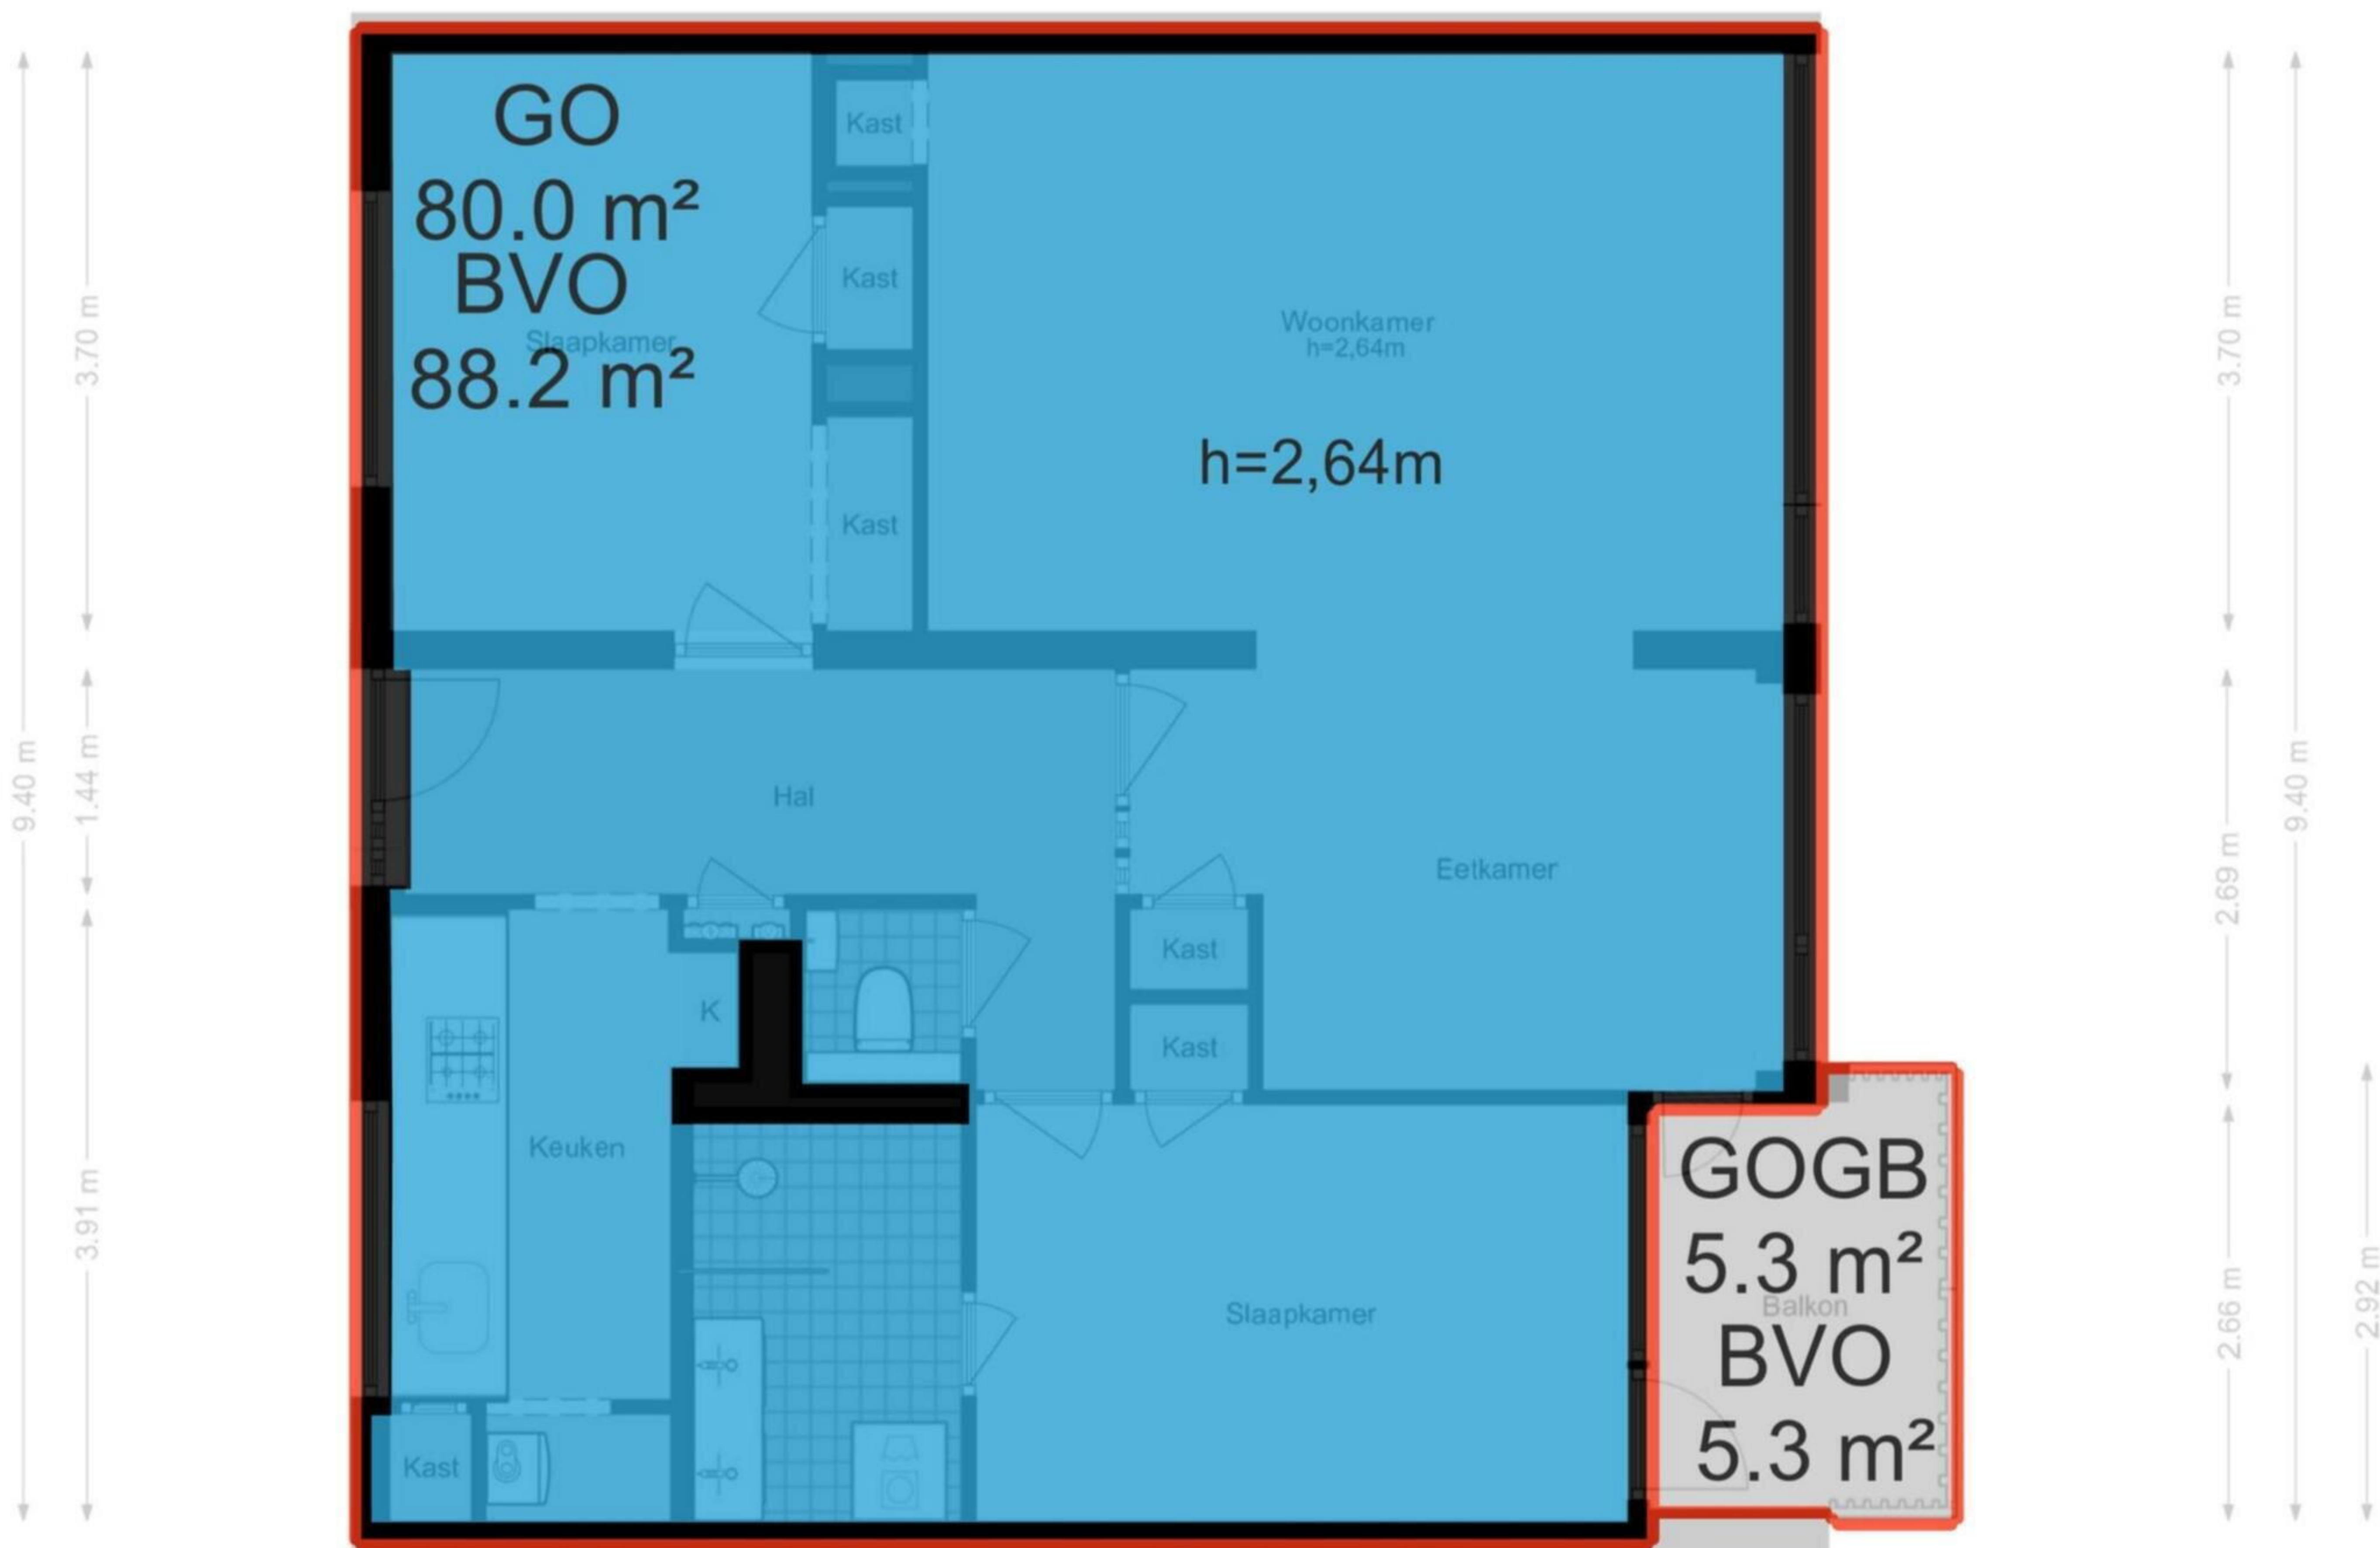 GO
80.0 m²
BVO
Slaapkamer
88.2 m²
Kast
Kast
Kast
Woonkamer
h=2,64m
h=2,64m
Hal
Eetkamer
Kast
Kast
K
Keuken
Kast
Slaapkamer
GOGB
5.3 m²
Balkon
BVO
5.3 m²
9.40 m
3.70 m
1.44 m
3.91 m
3.70 m
2.69 m
2.66 m
9.40 m
2.92 m